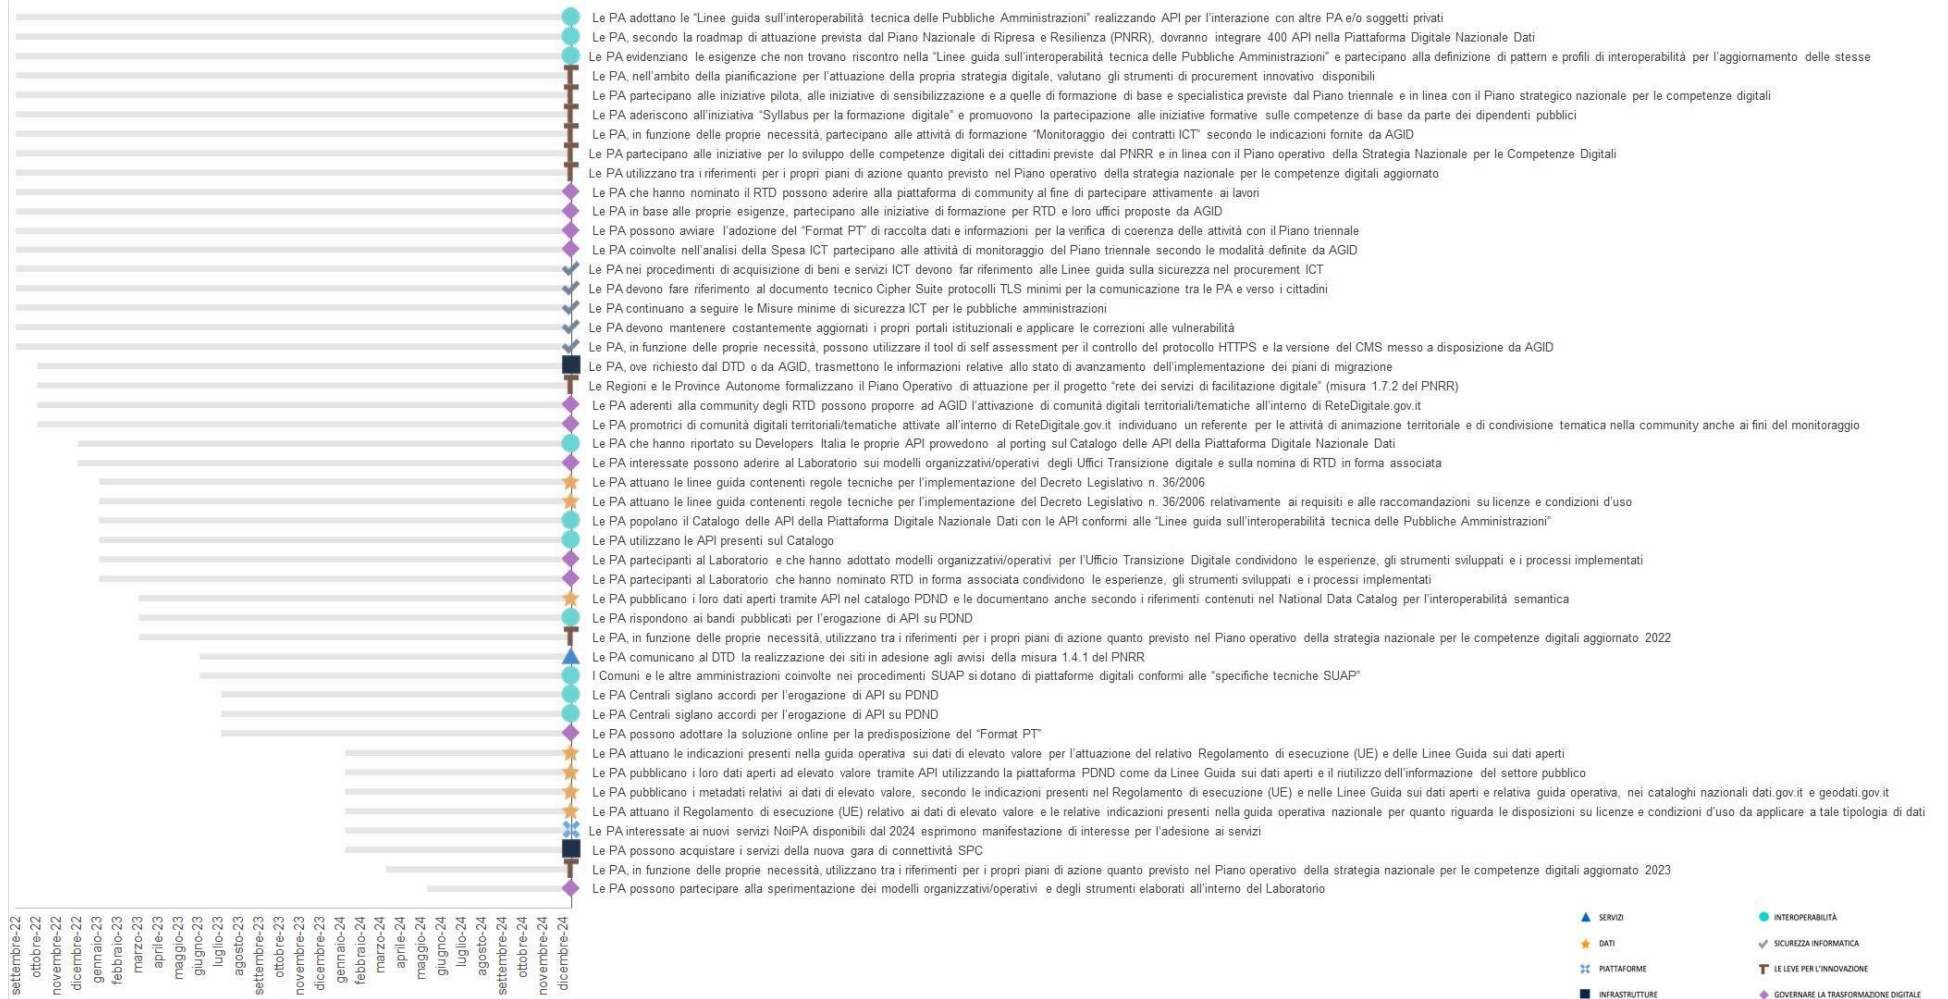 Le PA adottano le “Linee guida sull’interoperabilità tecnica delle Pubbliche Amministrazioni” realizzando API per l’interazione con altre PA e/o soggetti privati
Le PA, secondo la roadmap di attuazione prevista dal Piano Nazionale di Ripresa e Resilienza (PNRR), dovranno integrare 400 API nella Piattaforma Digitale Nazionale Dati
Le PA evidenziano le esigenze che non trovano riscontro nella “Linee guida sull’interoperabilità tecnica delle Pubbliche Amministrazioni” e partecipano alla definizione di pattern e profili di interoperabilità per l’aggiornamento delle stesse
Le PA, nell’ambito della pianificazione per l’attuazione della propria strategia digitale, valutano gli strumenti di procurement innovativo disponibili
Le PA partecipano alle iniziative pilota, alle iniziative di sensibilizzazione e a quelle di formazione di base e specialistica previste dal Piano triennale e in linea con il Piano strategico nazionale per le competenze digitali
Le PA aderiscono all’iniziativa “Syllabus per la formazione digitale” e promuovono la partecipazione alle iniziative formative sulle competenze di base da parte dei dipendenti pubblici
Le PA, in funzione delle proprie necessità, partecipano alle attività di formazione “Monitoraggio dei contratti ICT” secondo le indicazioni fornite da AGID
Le PA partecipano alle iniziative per lo sviluppo delle competenze digitali dei cittadini previste dal PNRR e in linea con il Piano operativo della Strategia Nazionale per le Competenze Digitali
Le PA utilizzano tra i riferimenti per i propri piani di azione quanto previsto nel Piano operativo della strategia nazionale per le competenze digitali aggiornato
Le PA che hanno nominato il RTD possono aderire alla piattaforma di community al fine di partecipare attivamente ai lavori
Le PA in base alle proprie esigenze, partecipano alle iniziative di formazione per RTD e loro uffici proposte da AGID
Le PA possono avviare l’adozione del “Format PT” di raccolta dati e informazioni per la verifica di coerenza delle attività con il Piano triennale
Le PA coinvolte nell’analisi della Spesa ICT partecipano alle attività di monitoraggio del Piano triennale secondo le modalità definite da AGID
Le PA nei procedimenti di acquisizione di beni e servizi ICT devono far riferimento alle Linee guida sulla sicurezza nel procurement ICT
Le PA devono fare riferimento al documento tecnico Cipher Suite protocolli TLS minimi per la comunicazione tra le PA e verso i cittadini
Le PA continuano a seguire le Misure minime di sicurezza ICT per le pubbliche amministrazioni
Le PA devono mantenere costantemente aggiornati i propri portali istituzionali e applicare le correzioni alle vulnerabilità
Le PA, in funzione delle proprie necessità, possono utilizzare il tool di self assessment per il controllo del protocollo HTTPS e la versione del CMS messo a disposizione da AGID
Le PA, ove richiesto dal DTD o da AGID, trasmettono le informazioni relative allo stato di avanzamento dell’implementazione dei piani di migrazione
Le Regioni e le Province Autonome formalizzano il Piano Operativo di attuazione per il progetto “rete dei servizi di facilitazione digitale” (misura 1.7.2 del PNRR)
Le PA aderenti alla community degli RTD possono proporre ad AGID l’attivazione di comunità digitali territoriali/tematiche all’interno di ReteDigitale.gov.it
Le PA promotrici di comunità digitali territoriali/tematiche attivate all’interno di ReteDigitale.gov.it individuano un referente per le attività di animazione territoriale e di condivisione tematica nella community anche ai fini del monitoraggio
Le PA che hanno riportato su Developers Italia le proprie API provvedono al porting sul Catalogo delle API della Piattaforma Digitale Nazionale Dati
Le PA interessate possono aderire al Laboratorio sui modelli organizzativi/operativi degli Uffici Transizione digitale e sulla nomina di RTD in forma associata
Le PA attuano le linee guida contenenti regole tecniche per l’implementazione del Decreto Legislativo n. 36/2006
Le PA attuano le linee guida contenenti regole tecniche per l’implementazione del Decreto Legislativo n. 36/2006 relativamente ai requisiti e alle raccomandazioni su licenze e condizioni d’uso
Le PA popolano il Catalogo delle API della Piattaforma Digitale Nazionale Dati con le API conformi alle “Linee guida sull’interoperabilità tecnica delle Pubbliche Amministrazioni”
Le PA utilizzano le API presenti sul Catalogo
Le PA partecipanti al Laboratorio e che hanno adottato modelli organizzativi/operativi per l’Ufficio Transizione Digitale condividono le esperienze, gli strumenti sviluppati e i processi implementati
Le PA partecipanti al Laboratorio che hanno nominato RTD in forma associata condividono le esperienze, gli strumenti sviluppati e i processi implementati
Le PA pubblicano i loro dati aperti tramite API nel catalogo PDND e le documentano anche secondo i riferimenti contenuti nel National Data Catalog per l’interoperabilità semantica
Le PA rispondono ai bandi pubblicati per l’erogazione di API su PDND
Le PA, in funzione delle proprie necessità, utilizzano tra i riferimenti per i propri piani di azione quanto previsto nel Piano operativo della strategia nazionale per le competenze digitali aggiornato 2022
Le PA comunicano al DTD la realizzazione dei siti in adesione agli avvisi della misura 1.4.1 del PNRR
I Comuni e le altre amministrazioni coinvolte nei procedimenti SUAP si dotano di piattaforme digitali conformi alle “specifiche tecniche SUAP”
Le PA Centrali siglano accordi per l’erogazione di API su PDND
Le PA Centrali siglano accordi per l’erogazione di API su PDND
Le PA possono adottare la soluzione online per la predisposizione del “Format PT”
Le PA attuano le indicazioni presenti nella guida operativa sui dati di elevato valore per l’attuazione del relativo Regolamento di esecuzione (UE) e delle Linee Guida sui dati aperti
Le PA pubblicano i loro dati aperti ad elevato valore tramite API utilizzando la piattaforma PDND come da Linee Guida sui dati aperti e il riutilizzo dell’informazione del settore pubblico
Le PA pubblicano i metadati relativi ai dati di elevato valore, secondo le indicazioni presenti nel Regolamento di esecuzione (UE) e nelle Linee Guida sui dati aperti e relativa guida operativa, nei cataloghi nazionali dati.gov.it e geodati.gov.it
Le PA attuano il Regolamento di esecuzione (UE) relativo ai dati di elevato valore e le relative indicazioni presenti nella guida operativa nazionale per quanto riguarda le disposizioni su licenze e condizioni d’uso da applicare a tale tipologia di dati
Le PA interessate ai nuovi servizi NoiPA disponibili dal 2024 esprimono manifestazione di interesse per l’adesione ai servizi
Le PA possono acquistare i servizi della nuova gara di connettività SPC
Le PA, in funzione delle proprie necessità, utilizzano tra i riferimenti per i propri piani di azione quanto previsto nel Piano operativo della strategia nazionale per le competenze digitali aggiornato 2023
Le PA possono partecipare alla sperimentazione dei modelli organizzativi/operativi e degli strumenti elaborati all’interno del Laboratorio
settembre-22
ottobre-22
novembre-22
dicembre-22
gennaio-23
febbraio-23
marzo-23
aprile-23
maggio-23
giugno-23
luglio-23
agosto-23
settembre-23
ottobre-23
novembre-23
dicembre-23
gennaio-24
febbraio-24
marzo-24
aprile-24
maggio-24
giugno-24
luglio-24
agosto-24
settembre-24
ottobre-24
novembre-24
dicembre-24
SERVIZI
INTEROPERABILITÀ
DATI
SICUREZZA INFORMATICA
PIATTAFORME
LE LEVE PER L'INNOVAZIONE
INFRASTRUTTURE
GOVERNARE LA TRASFORMAZIONE DIGITALE